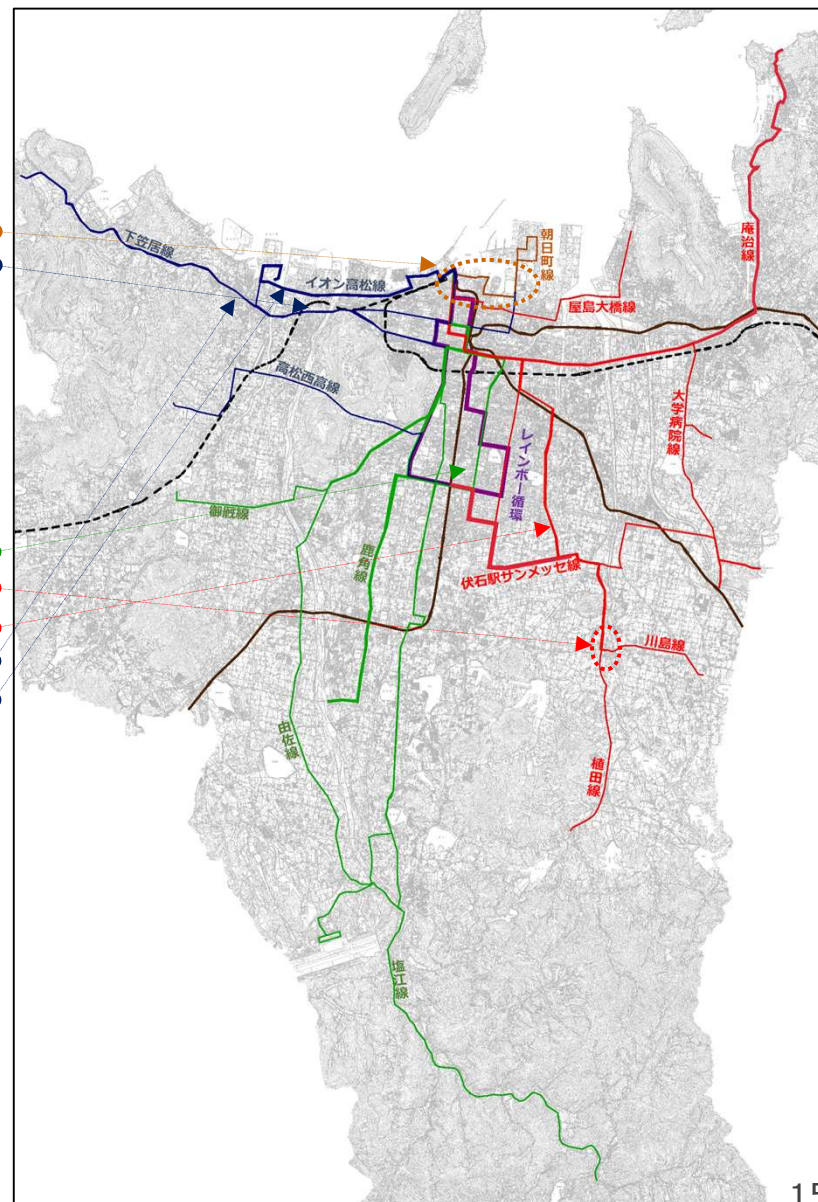 朝日町線
庵治線
下笠居線
イオン高松線
屋島大橋線
高松西高線
大学病院線
レインボー循環
御厩線
鹿角線
伏石駅サンメッセ線
川島線
由佐線
植田線
塩江線
15